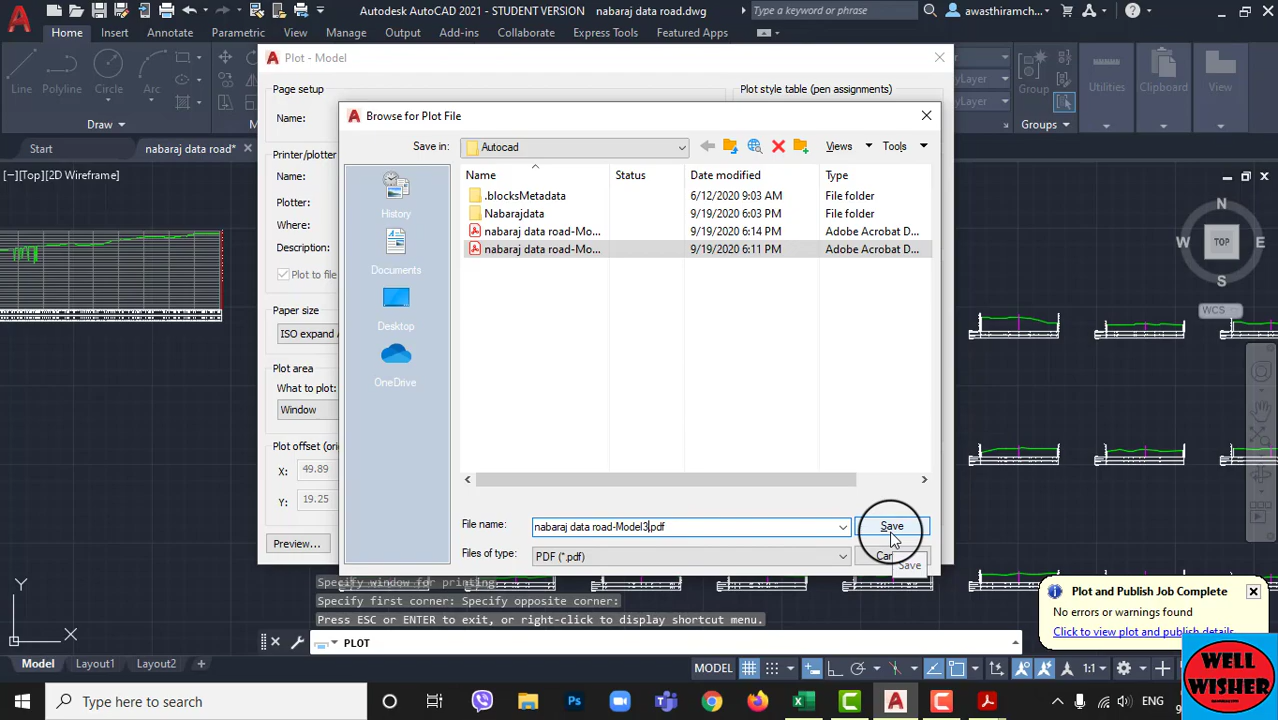 Autodesk AutoCAD 2021 - STUDENT VERSION nabaraj data road.dwg Type a keyword or phrase awasthiramch...
Home Insert Annotate Parametric View Manage Output Add-ins Collaborate Express Tools Featured Apps
Plot - Model
Page setup
Name:
Plot style table (pen assignments)
Line Polyline Circle Arc
Draw
Group
Groups
Utilities
Clipboard
View
yLayer
yLayer
Start nabaraj data road*
[−][Top][2D Wireframe]
Printer/plotter
Name:
Plotter:
Where:
Description:
Plot to file
Paper size
ISO expand A
Plot area
What to plot:
Window
Plot offset (ori
X: 49.89
Y: 19.25
Preview...
Browse for Plot File
Save in: Autocad
Views Tools
History
Documents
Desktop
OneDrive
Name Status Date modified Type
.blocksMetadata 6/12/2020 9:03 AM File folder
Nabarajdata 9/19/2020 6:03 PM File folder
nabaraj data road-Mo... 9/19/2020 6:14 PM Adobe Acrobat D...
nabaraj data road-Mo... 9/19/2020 6:11 PM Adobe Acrobat D...
File name: nabaraj data road-Model3.pdf
Save
Files of type: PDF (*.pdf)
Can
Save
N
W TOP E
S
WCS
Y
X
Specify window for printing
Specify first corner: Specify opposite corner:
Press ESC or ENTER to exit, or right-click to display shortcut menu.
PLOT
Plot and Publish Job Complete
No errors or warnings found
Click to view plot and publish details...
Model Layout1 Layout2 +
MODEL 1:1
WELL
WISHER
Type here to search
ENG